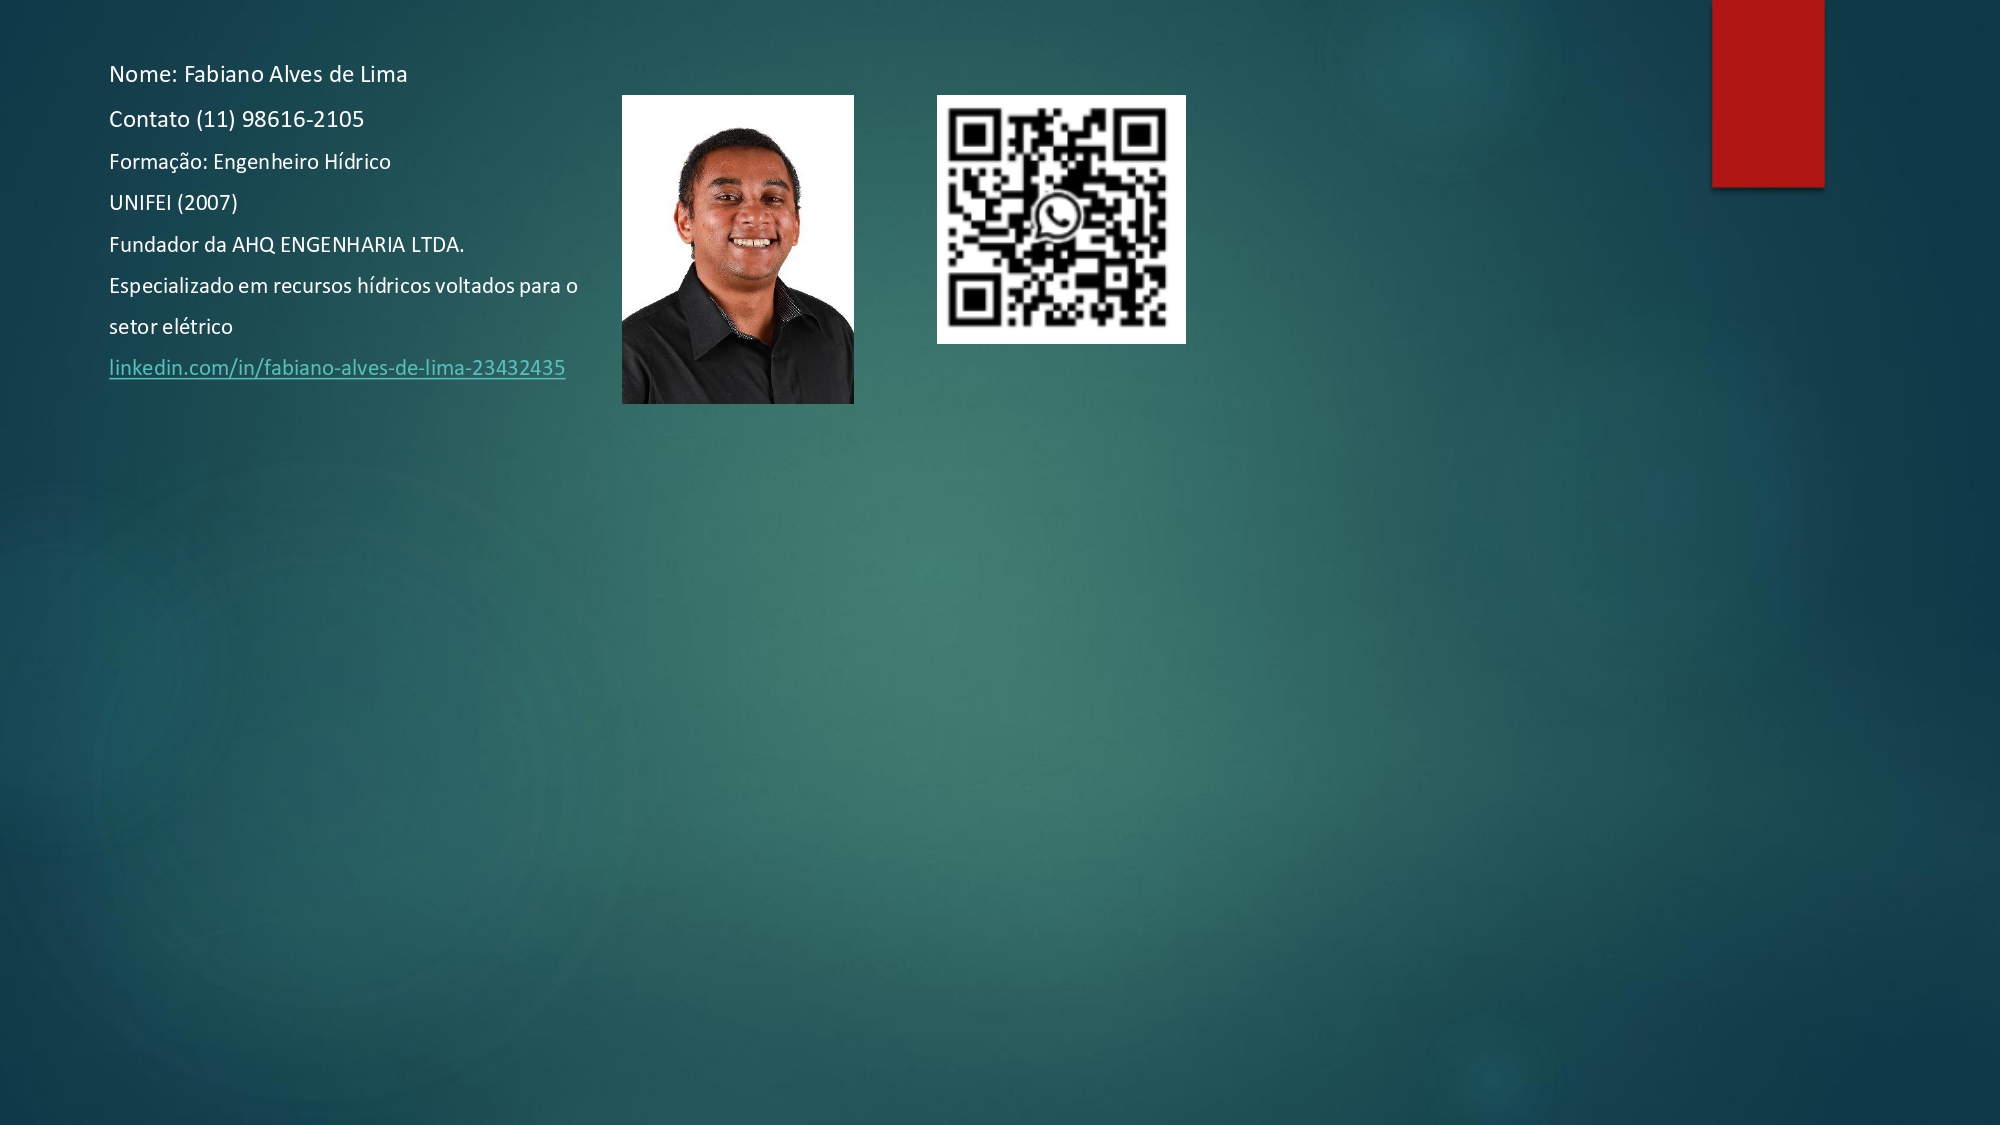 Nome: Fabiano Alves de Lima
Contato (11) 98616-2105
Formação: Engenheiro Hídrico
UNIFEI (2007)
Fundador da AHQ ENGENHARIA LTDA.
Especializado em recursos hídricos voltados para o
setor elétrico
linkedin.com/in/fabiano-alves-de-lima-23432435